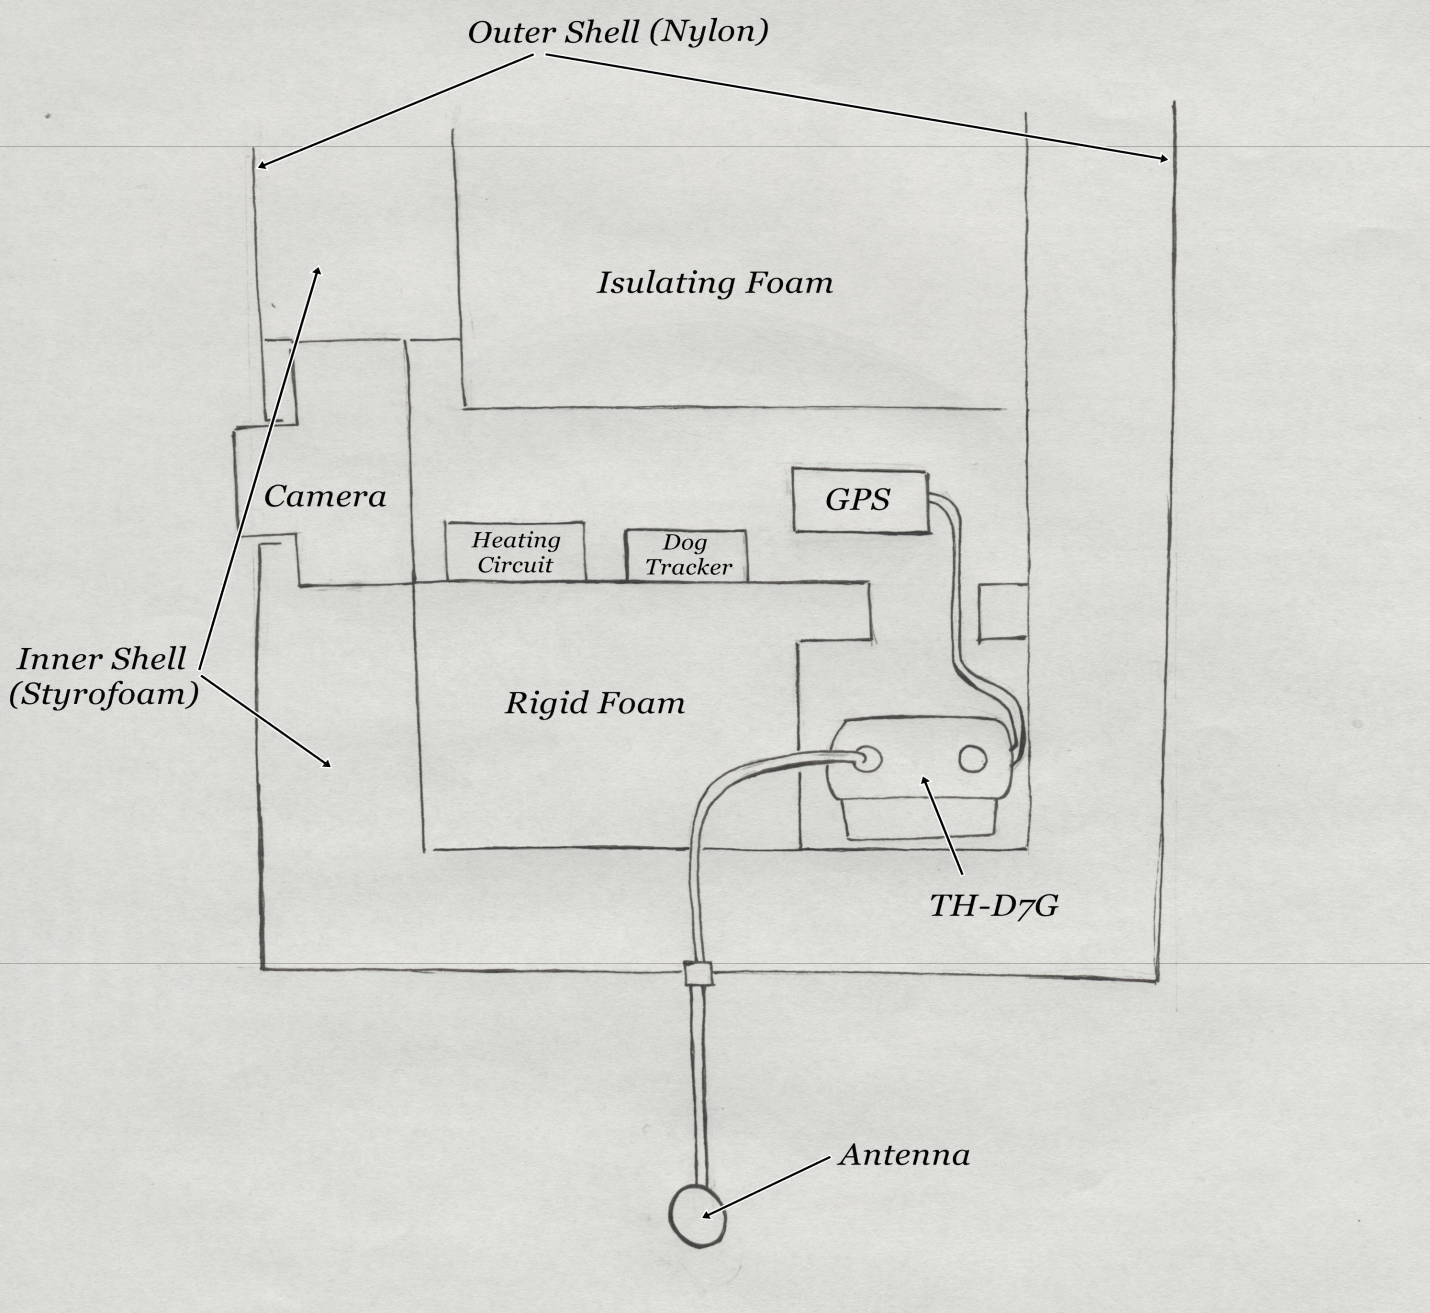 Outer Shell (Nylon)
Isulating Foam
Camera
GPS
Heating
Circuit
Dog
Tracker
Inner Shell
(Styrofoam)
Rigid Foam
TH-D7G
Antenna